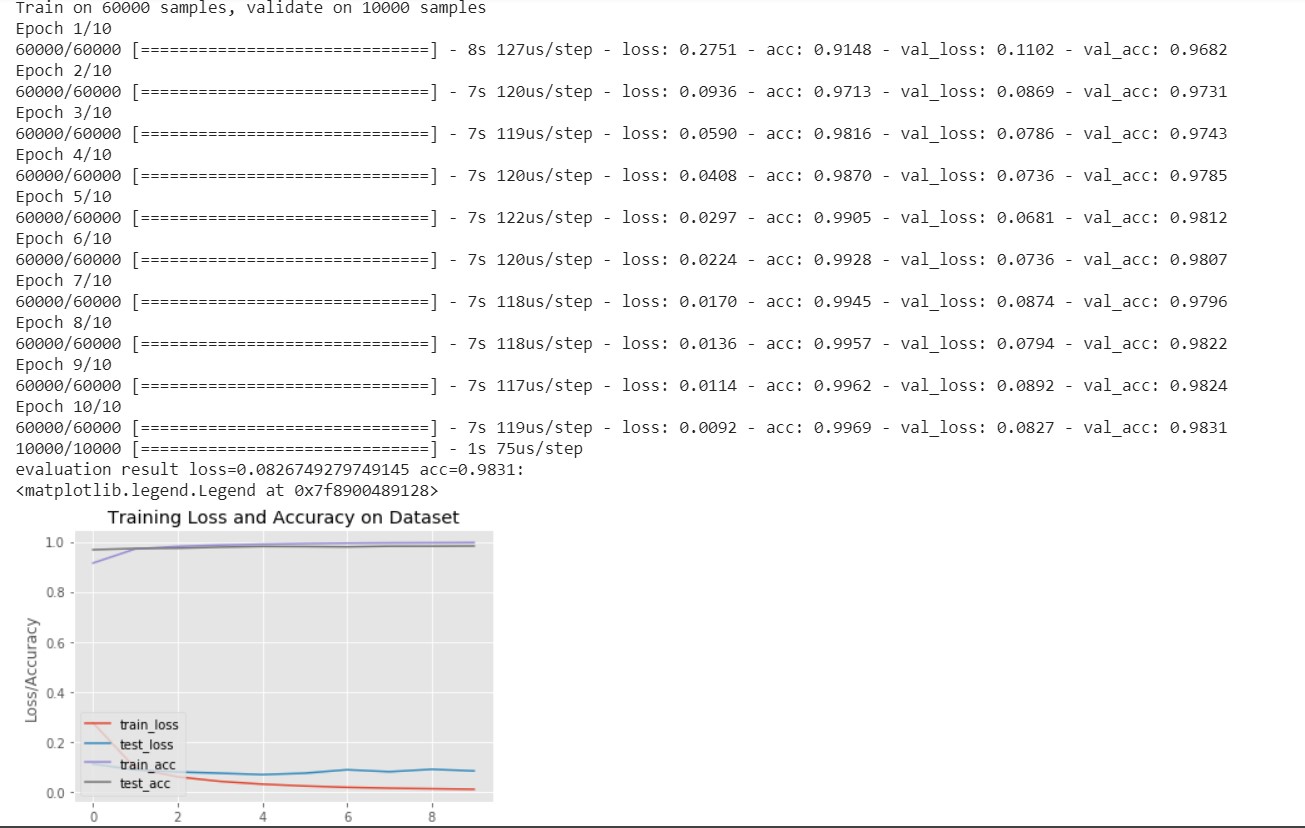 Train on 60000 samples, validate on 10000 samples
Epoch 1/10
60000/60000 [==============================] - 8s 127us/step - loss: 0.2751 - acc: 0.9148 - val_loss: 0.1102 - val_acc: 0.9682
Epoch 2/10
60000/60000 [==============================] - 7s 120us/step - loss: 0.0936 - acc: 0.9713 - val_loss: 0.0869 - val_acc: 0.9731
Epoch 3/10
60000/60000 [==============================] - 7s 119us/step - loss: 0.0590 - acc: 0.9816 - val_loss: 0.0786 - val_acc: 0.9743
Epoch 4/10
60000/60000 [==============================] - 7s 120us/step - loss: 0.0408 - acc: 0.9870 - val_loss: 0.0736 - val_acc: 0.9785
Epoch 5/10
60000/60000 [==============================] - 7s 122us/step - loss: 0.0297 - acc: 0.9905 - val_loss: 0.0681 - val_acc: 0.9812
Epoch 6/10
60000/60000 [==============================] - 7s 120us/step - loss: 0.0224 - acc: 0.9928 - val_loss: 0.0736 - val_acc: 0.9807
Epoch 7/10
60000/60000 [==============================] - 7s 118us/step - loss: 0.0170 - acc: 0.9945 - val_loss: 0.0874 - val_acc: 0.9796
Epoch 8/10
60000/60000 [==============================] - 7s 118us/step - loss: 0.0136 - acc: 0.9957 - val_loss: 0.0794 - val_acc: 0.9822
Epoch 9/10
60000/60000 [==============================] - 7s 117us/step - loss: 0.0114 - acc: 0.9962 - val_loss: 0.0892 - val_acc: 0.9824
Epoch 10/10
60000/60000 [==============================] - 7s 119us/step - loss: 0.0092 - acc: 0.9969 - val_loss: 0.0827 - val_acc: 0.9831
10000/10000 [==============================] - 1s 75us/step
evaluation result loss=0.0826749279749145 acc=0.9831:
<matplotlib.legend.Legend at 0x7f8900489128>
Training Loss and Accuracy on Dataset
Loss/Accuracy
1.0
0.8
0.6
0.4
0.2
0.0
train_loss
test_loss
train_acc
test_acc
0 2 4 6 8